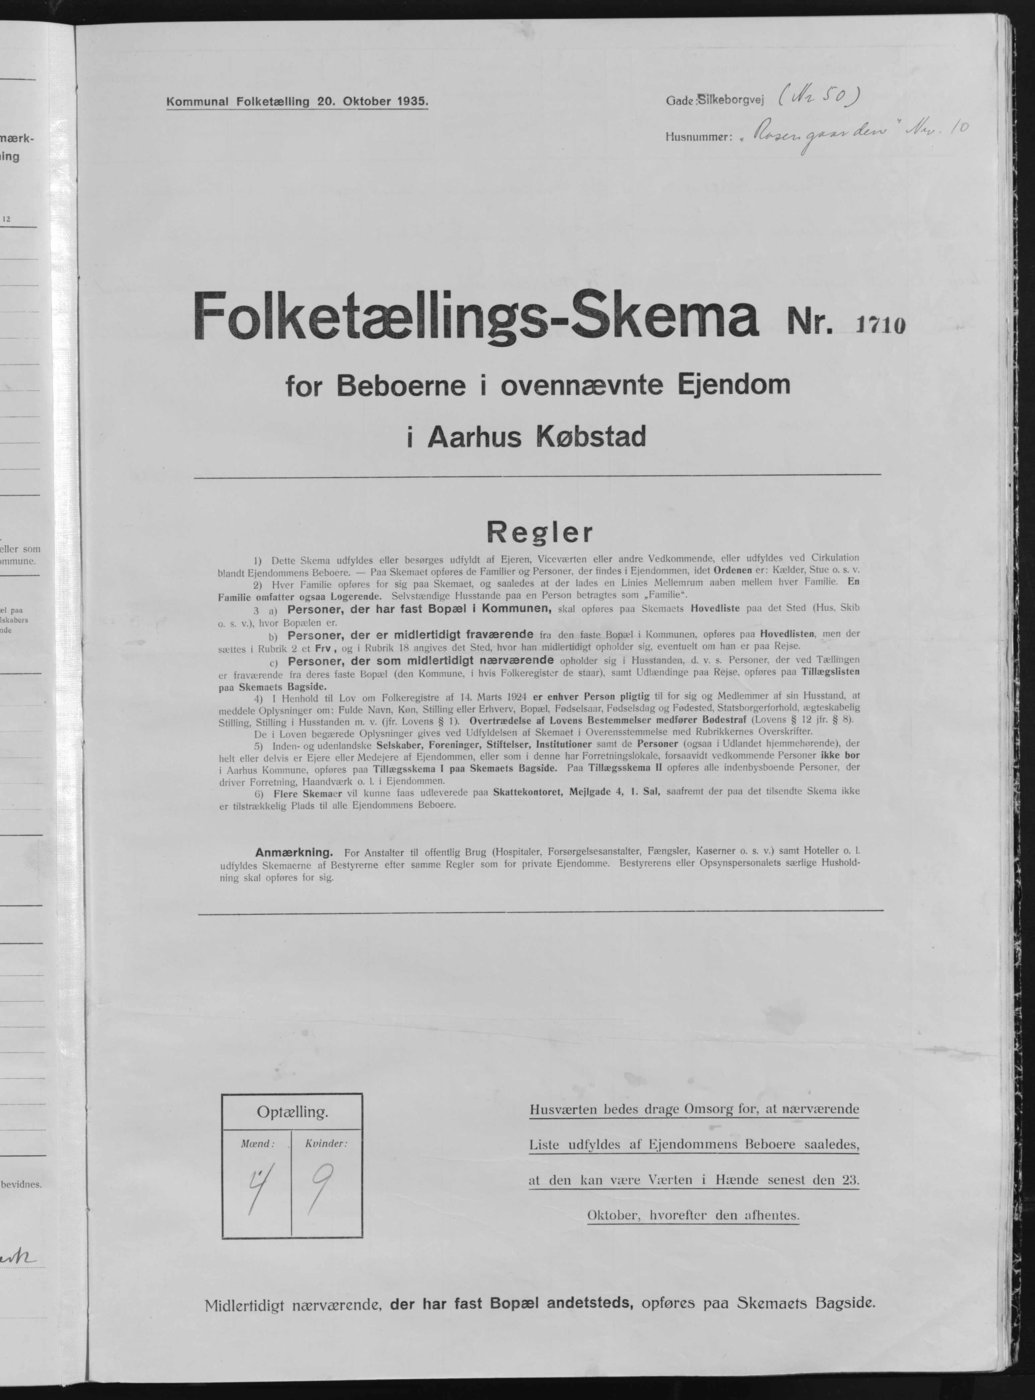 mærk-
ning
12
eller som
ommune.
el paa
lskabers
nde
bevidnes.
Kommunal Folketælling 20. Oktober 1935.
Gade: Silkeborgvej (Nr 50)
Husnummer: „Rosengaarden" Nr. 10
Folketællings-Skema Nr. 1710
for Beboerne i ovennævnte Ejendom
i Aarhus Købstad
Regler
1) Dette Skema udfyldes eller besørges udfyldt af Ejeren, Viceværten eller andre Vedkommende, eller udfyldes ved Cirkulation
blandt Ejendommens Beboere. — Paa Skemaet opføres de Familier og Personer, der findes i Ejendommen, idet Ordenen er: Kælder, Stue o. s. v.
2) Hver Familie opføres for sig paa Skemaet, og saaledes at der lades en Linies Mellemrum aaben mellem hver Familie. En
Familie omfatter ogsaa Logerende. Selvstændige Husstande paa en Person betragtes som „Familie“.
3 a) Personer, der har fast Bopæl i Kommunen, skal opføres paa Skemaets Hovedliste paa det Sted (Hus, Skib
o. s. v.), hvor Bopælen er.
b) Personer, der er midlertidigt fraværende fra den faste Bopæl i Kommunen, opføres paa Hovedlisten, men der
sættes i Rubrik 2 et Frv., og i Rubrik 18 angives det Sted, hvor han midlertidigt opholder sig, eventuelt om han er paa Rejse.
c) Personer, der som midlertidigt nærværende opholder sig i Husstanden, d. v. s. Personer, der ved Tællingen
er fraværende fra deres faste Bopæl (den Kommune, i hvis Folkeregister de staar), samt Udlændinge paa Rejse, opføres paa Tillægslisten
paa Skemaets Bagside.
4) I Henhold til Lov om Folkeregistre af 14. Marts 1924 er enhver Person pligtig til for sig og Medlemmer af sin Husstand, at
meddele Oplysninger om: Fulde Navn, Køn, Stilling eller Erhverv, Bopæl, Fødselsaar, Fødselsdag og Fødested, Statsborgerforhold, ægteskabelig
Stilling, Stilling i Husstanden m. v. (jfr. Lovens § 1). Overtrædelse af Lovens Bestemmelser medfører Bødestraf (Lovens § 12 jfr. § 8).
De i Loven begærede Oplysninger gives ved Udfyldelsen af Skemaet i Overensstemmelse med Rubrikkernes Overskrifter.
5) Inden- og udenlandske Selskaber, Foreninger, Stiftelser, Institutioner samt de Personer (ogsaa i Udlandet hjemmehørende), der
helt eller delvis er Ejere eller Medejere af Ejendommen, eller som i denne har Forretningslokale, forsaavidt vedkommende Personer ikke bor
i Aarhus Kommune, opføres paa Tillægsskema I paa Skemaets Bagside. Paa Tillægsskema II opføres alle indenbysboende Personer, der
driver Forretning, Haandværk o. l. i Ejendommen.
6) Flere Skemaer vil kunne faas udleverede paa Skattekontoret, Mejlgade 4, 1. Sal, saafremt der paa det tilsendte Skema ikke
er tilstrækkelig Plads til alle Ejendommens Beboere.
Anmærkning. For Anstalter til offentlig Brug (Hospitaler, Forsørgelsesanstalter, Fængsler, Kaserner o. s. v.) samt Hoteller o. l.
udfyldes Skemaerne af Bestyrerne efter samme Regler som for private Ejendomme. Bestyrerens eller Opsynspersonalets særlige Hushold-
ning skal opføres for sig.
Optælling.
Mænd: Kvinder:
4 9
Husværten bedes drage Omsorg for, at nærværende
Liste udfyldes af Ejendommens Beboere saaledes,
at den kan være Værten i Hænde senest den 23.
Oktober, hvorefter den afhentes.
Midlertidigt nærværende, der har fast Bopæl andetsteds, opføres paa Skemaets Bagside.